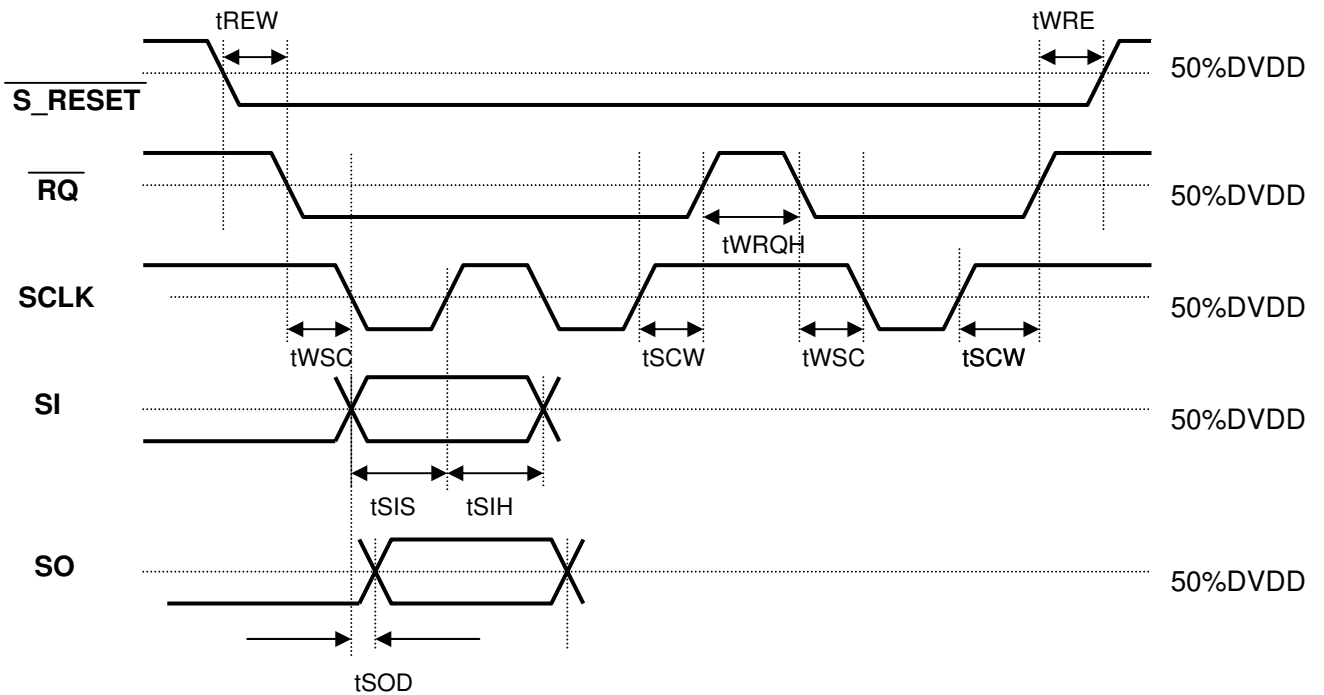 tREW tWRE
S_RESET 50%DVDD
RQ 50%DVDD
tWRQH
SCLK 50%DVDD
tWSC tSCW tWSC tSCW
SI 50%DVDD
tSIS tSIH
SO 50%DVDD
tSOD